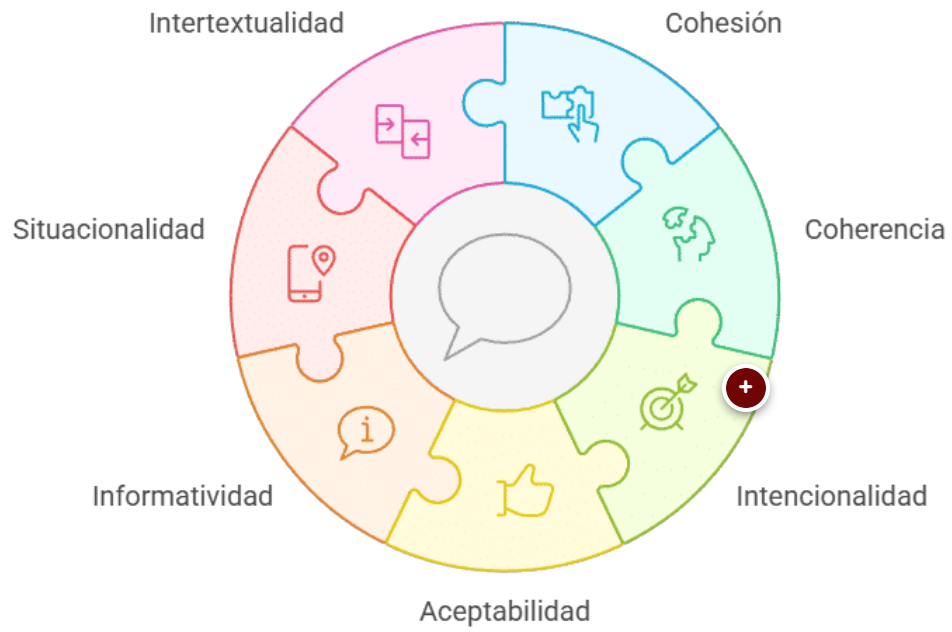 Intertextualidad
Cohesión
Situacionalidad
Coherencia
i
+
Informatividad
Intencionalidad
Aceptabilidad